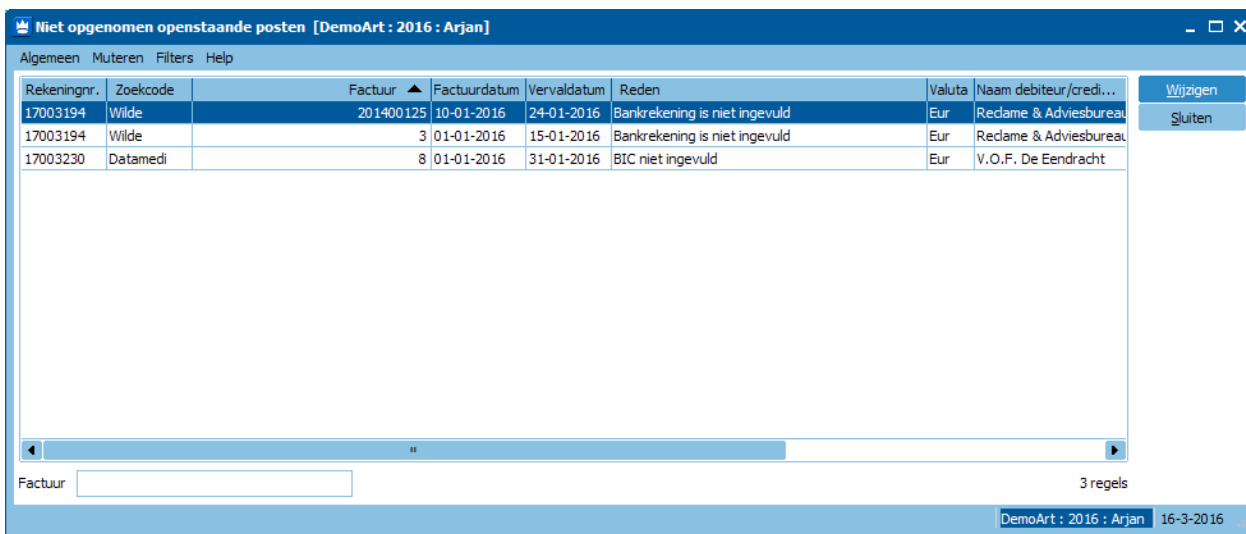 Niet opgenomen openstaande posten [DemoArt : 2016 : Arjan]
Algemeen Muteren Filters Help
Rekeningnr. Zoekcode Factuur Factuurdatum Vervaldatum Reden Valuta Naam debiteur/credi...
17003194 Wilde 201400125 10-01-2016 24-01-2016 Bankrekening is niet ingevuld Eur Reclame & Adviesbureau
17003194 Wilde 3 01-01-2016 15-01-2016 Bankrekening is niet ingevuld Eur Reclame & Adviesbureau
17003230 Datamedi 8 01-01-2016 31-01-2016 BIC niet ingevuld Eur V.O.F. De Eendracht
Wijzigen
Sluiten
Factuur
3 regels
DemoArt : 2016 : Arjan 16-3-2016